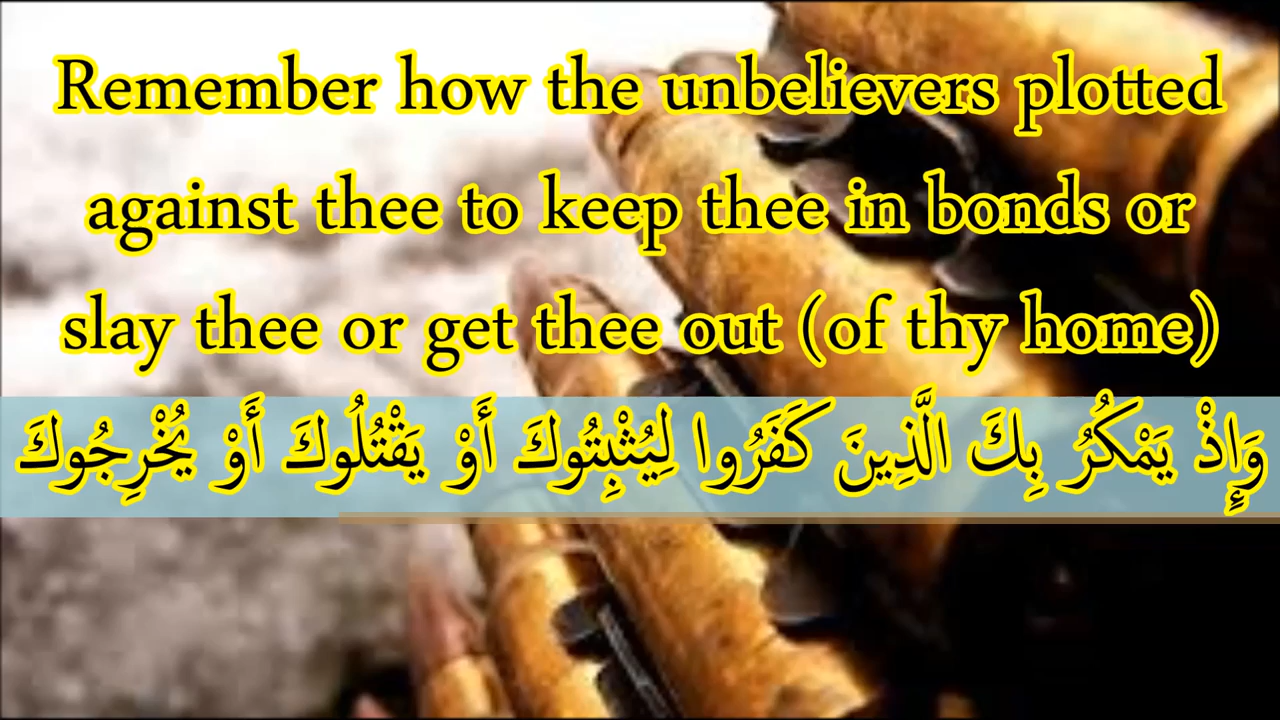 Remember how the unbelievers plotted
against thee to keep thee in bonds or
slay thee or get thee out (of thy home)
وَإِذْ يَمْكُرُ بِكَ الَّذِينَ كَفَرُوا لِيُثْبِتُوكَ أَوْ يَقْتُلُوكَ أَوْ يُخْرِجُوكَ